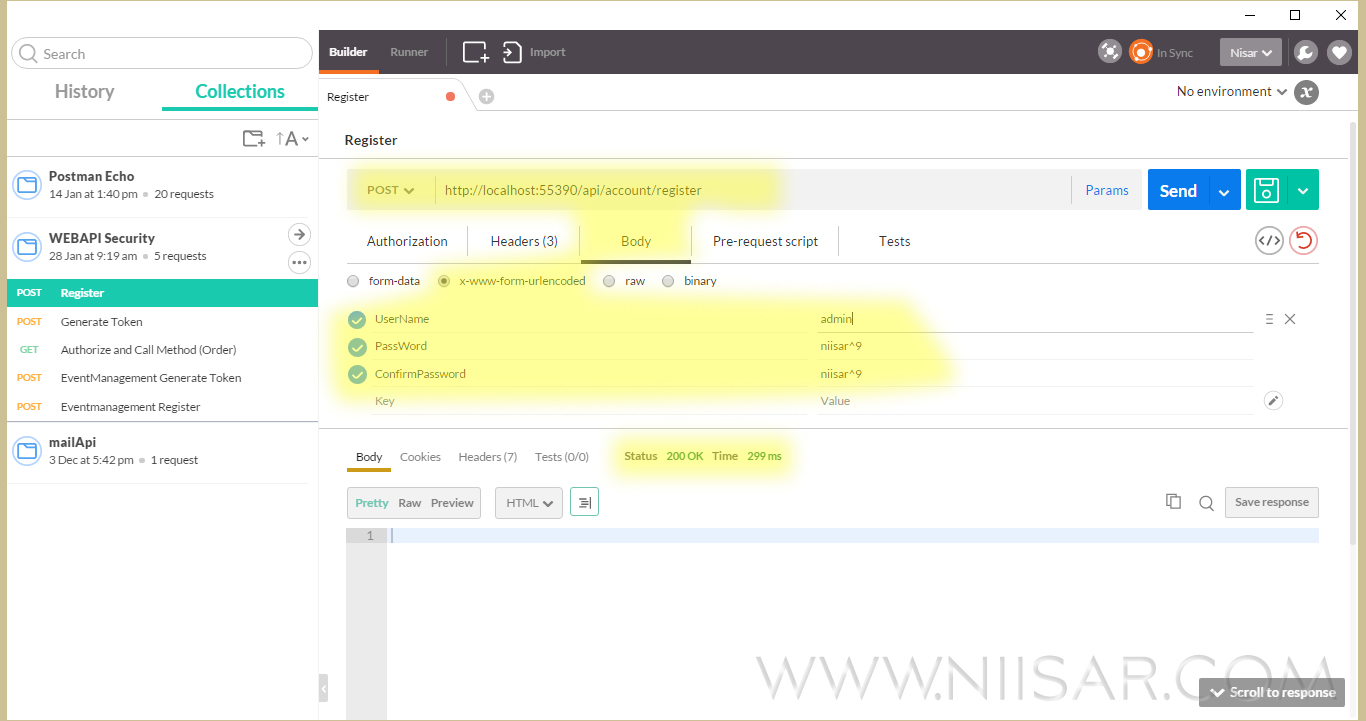 Builder Runner Import In Sync Nisar
Search
History Collections
Register No environment x
↑A
Register
Postman Echo
14 Jan at 1:40 pm 20 requests
POST http://localhost:55390/api/account/register Params Send
WEBAPI Security
28 Jan at 9:19 am 5 requests
Authorization Headers (3) Body Pre-request script Tests </>
form-data x-www-form-urlencoded raw binary
POST Register
POST Generate Token
GET Authorize and Call Method (Order)
POST EventManagement Generate Token
POST Eventmanagement Register
UserName admin
PassWord niisar^9
ConfirmPassword niisar^9
Key Value
mailApi
3 Dec at 5:42 pm 1 request
Body Cookies Headers (7) Tests (0/0) Status 200 OK Time 299 ms
Pretty Raw Preview HTML Save response
1
WWW.NIISAR.COM
Scroll to response